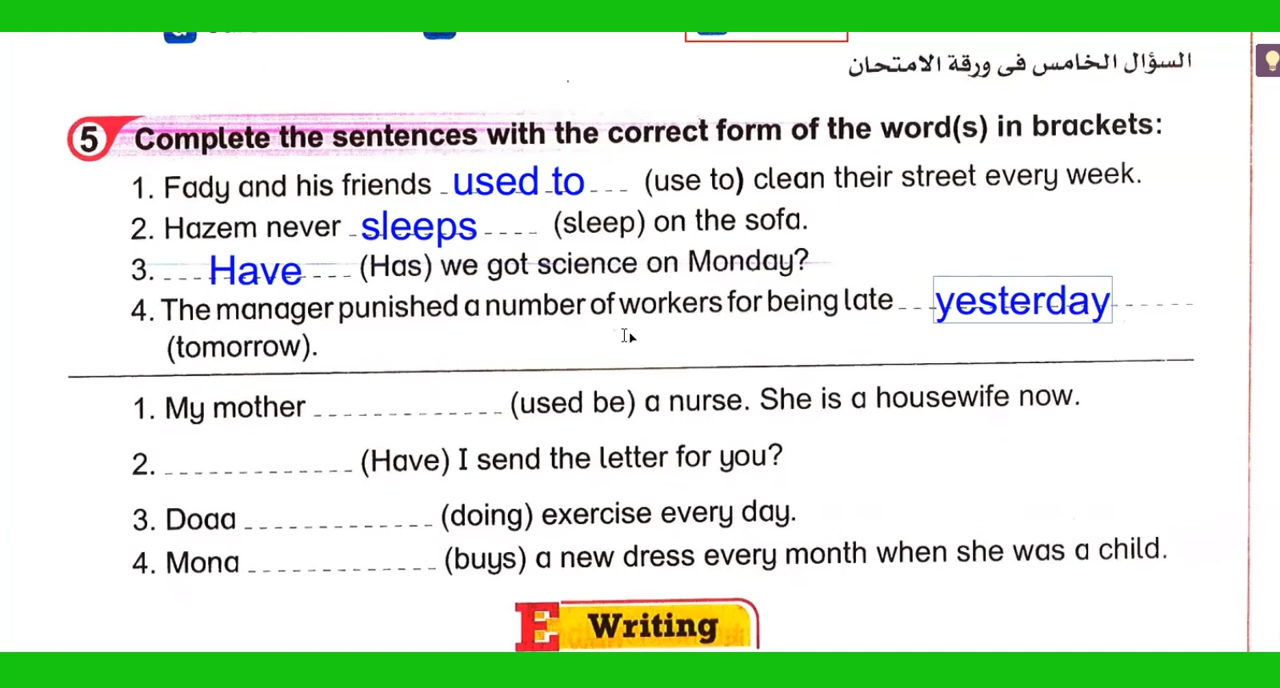 السؤال الخامس فى ورقة الامتحان
5 Complete the sentences with the correct form of the word(s) in brackets:
1. Fady and his friends used to (use to) clean their street every week.
2. Hazem never sleeps (sleep) on the sofa.
3. Have (Has) we got science on Monday?
4. The manager punished a number of workers for being late yesterday
(tomorrow).
1. My mother (used be) a nurse. She is a housewife now.
2. (Have) I send the letter for you?
3. Doaa (doing) exercise every day.
4. Mona (buys) a new dress every month when she was a child.
E Writing